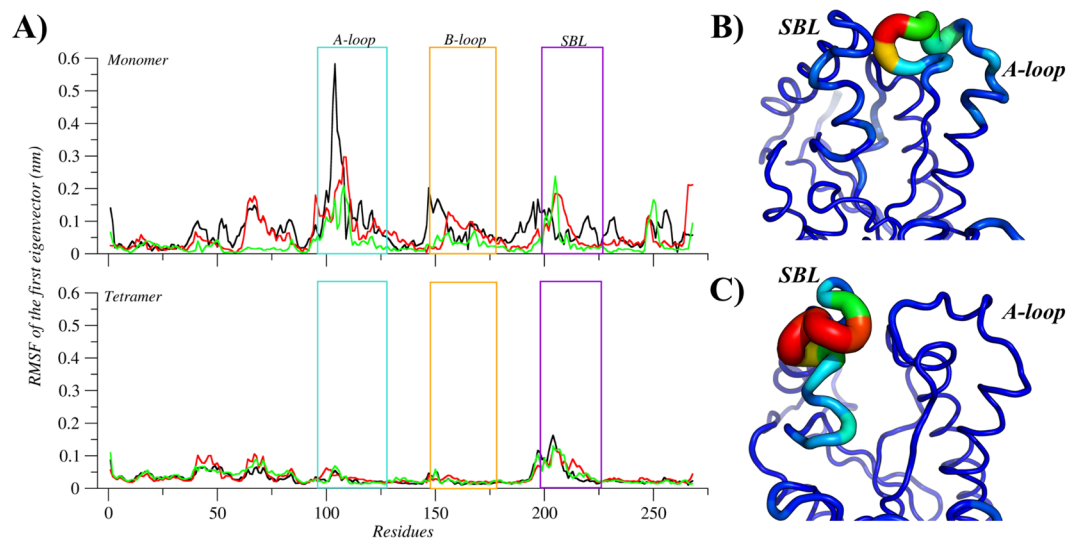 A)
A-loop
B-loop
SBL
Monomer
0.6
0.5
0.4
0.3
0.2
0.1
0
Tetramer
0.6
0.5
0.4
0.3
0.2
0.1
0
RMSF of the first eigenvector (nm)
0
50
100
150
200
250
Residues
B)
SBL
A-loop
C)
SBL
A-loop